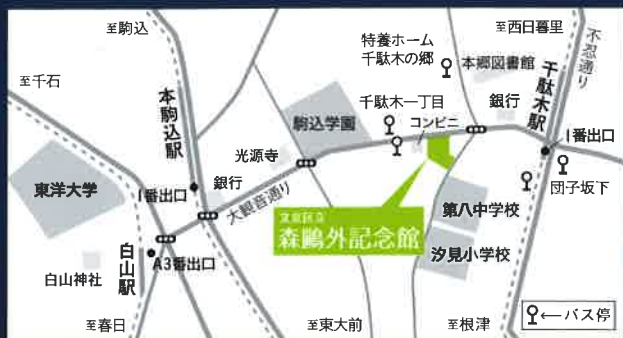 至駒込
至西日暮里
不忍通り
特養ホーム
千駄木の郷
本郷図書館
至千石
千駄木駅
本駒込駅
千駄木一丁目
銀行
駒込学園
コンビニ
1番出口
光源寺
東洋大学
1番出口
銀行
大観音通り
団子坂下
文京区立
森鷗外記念館
第八中学校
汐見小学校
白山駅
白山神社
A3番出口
至春日
至東大前
至根津
←バス停